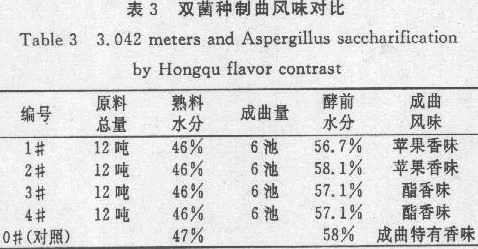 表 3 双菌种制曲风味对比
Table 3 3.042 meters and Aspergillus saccharification
by Hongqu flavor contrast
编号 原料总量 熟料水分 成曲量 酵前水分 成曲风味
1# 12吨 46% 6池 56.7% 苹果香味
2# 12吨 46% 6池 58.1% 苹果香味
3# 12吨 46% 6池 57.1% 酯香味
4# 12吨 46% 6池 57.1% 酯香味
0#(对照) 47% 58% 成曲特有香味